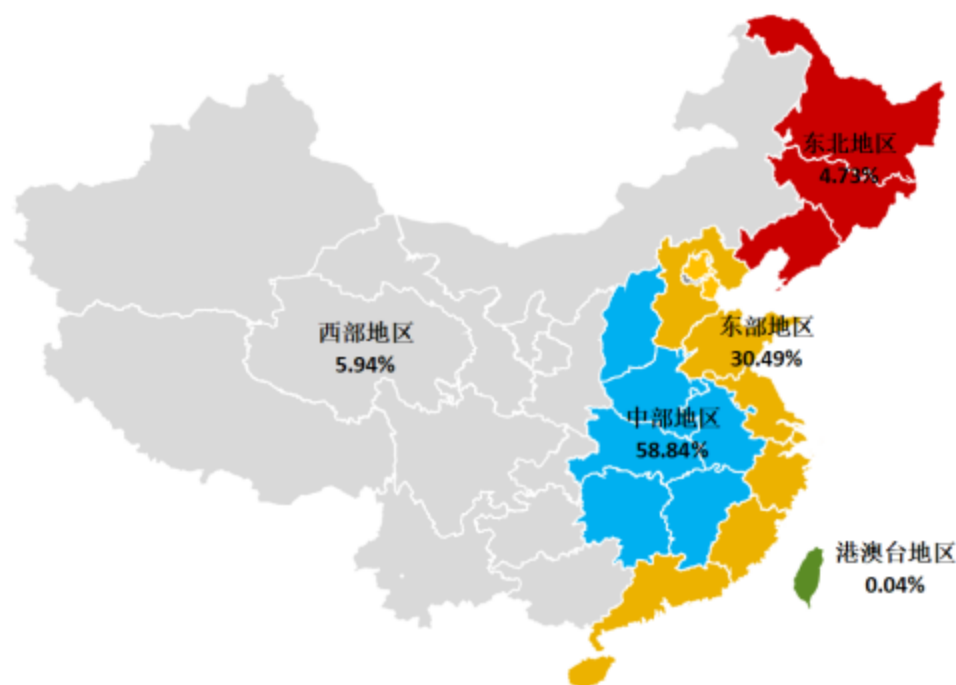 东北地区
4.73%
西部地区
5.94%
东部地区
30.49%
中部地区
58.84%
港澳台地区
0.04%